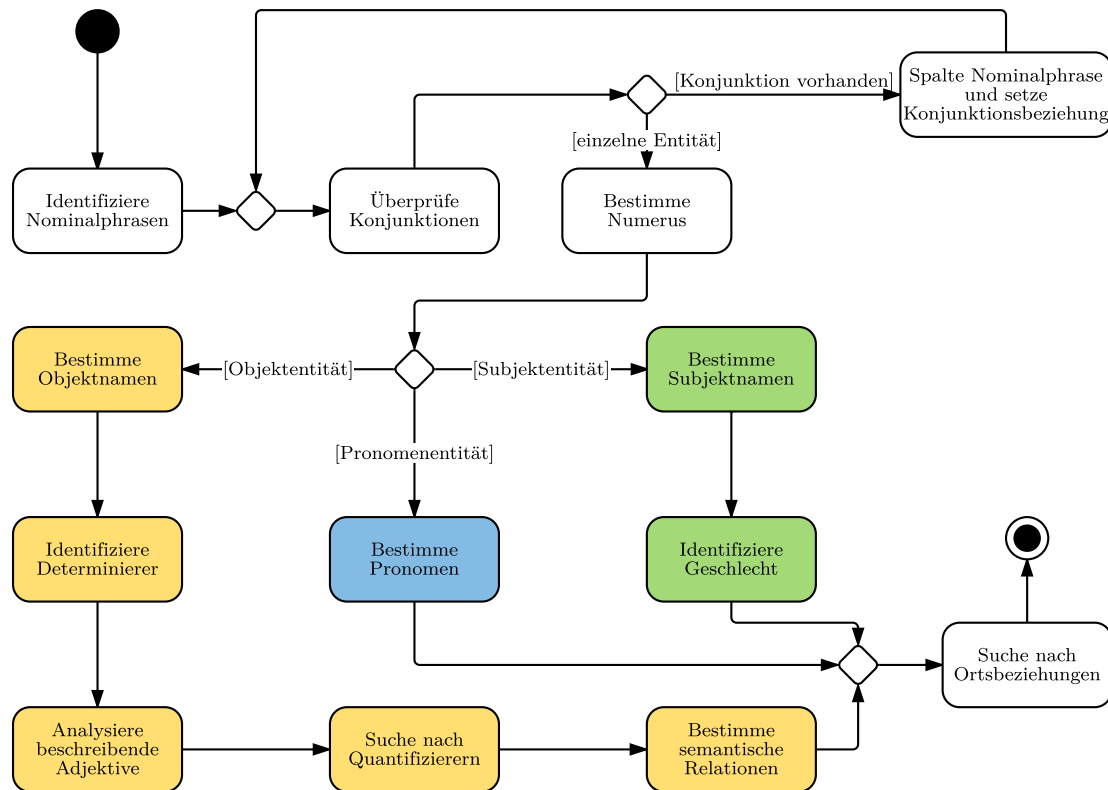 [Konjunktion vorhanden]
Spalte Nominalphrase
und setze
Konjunktionsbeziehung
[einzelne Entität]
Identifiziere
Nominalphrasen
Überprüfe
Konjunktionen
Bestimme
Numerus
Bestimme
Objektnamen
[Objektentität]
[Subjektentität]
Bestimme
Subjektnamen
[Pronomenentität]
Identifiziere
Determinierer
Bestimme
Pronomen
Identifiziere
Geschlecht
Suche nach
Ortsbeziehungen
Analysiere
beschreibende
Adjektive
Suche nach
Quantifizierern
Bestimme
semantische
Relationen